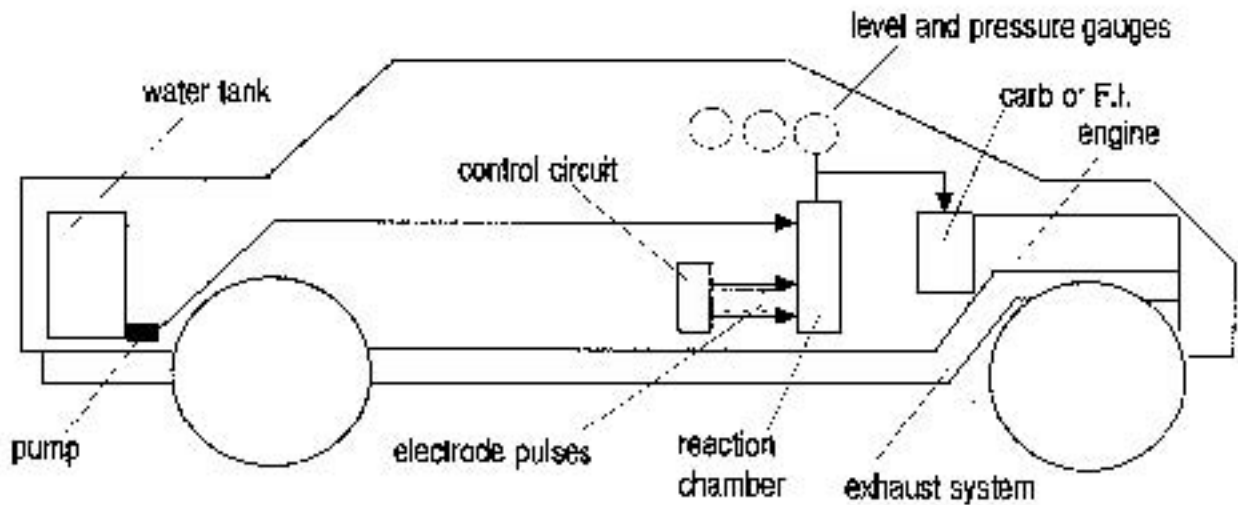 level and pressure gauges
water tank
carb or F.I.
engine
control circuit
pump
electrode pulses
reaction
chamber
exhaust system